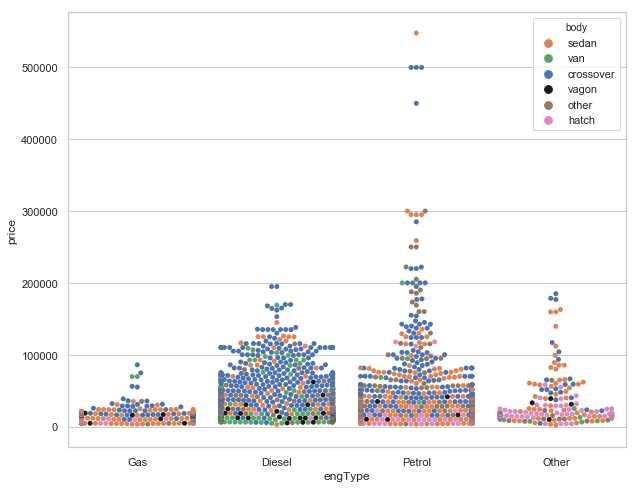 body
sedan
van
crossover
vagon
other
hatch
500000
400000
300000
200000
100000
0
price
Gas
Diesel
Petrol
Other
engType